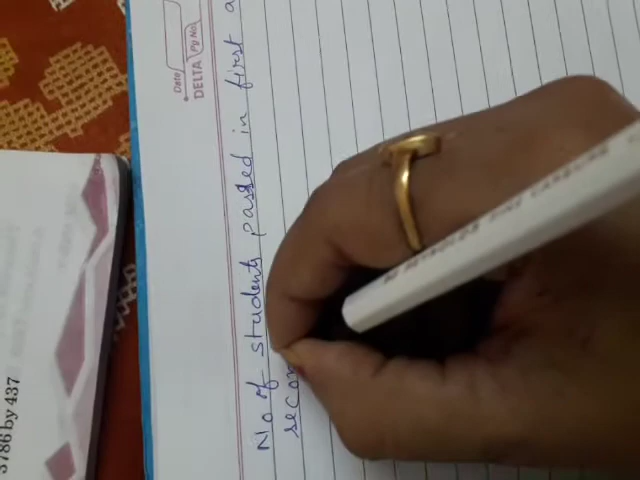 Date
Pg No
DELTA
No of students passed in first a
secon
3786 by 437